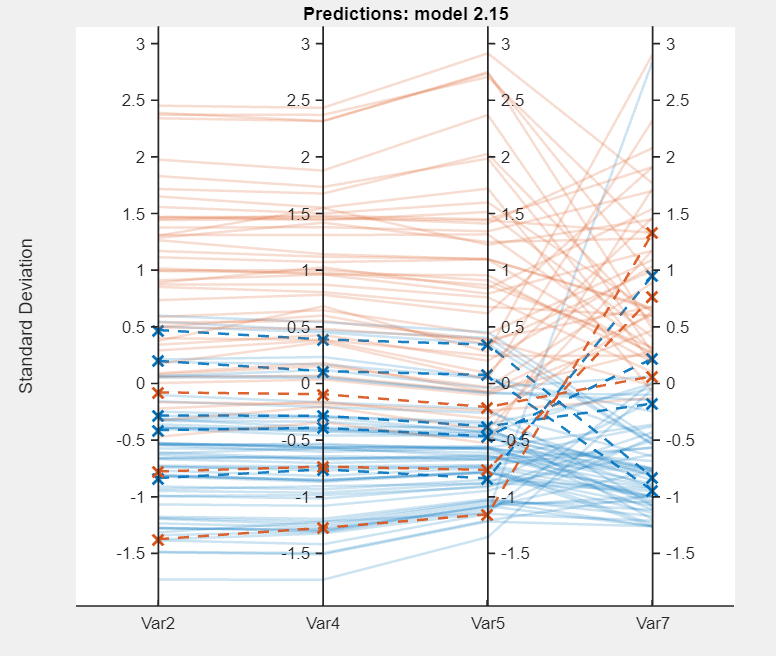 Predictions: model 2.15
Standard Deviation
3 3 3 3
2.5 2.5 2.5 2.5
2 2 2 2
1.5 1.5 1.5 1.5
1 1 1 1
0.5 0.5 0.5 0.5
0 0 0 0
-0.5 -0.5 -0.5 -0.5
-1 -1 -1 -1
-1.5 -1.5 -1.5 -1.5
Var2 Var4 Var5 Var7